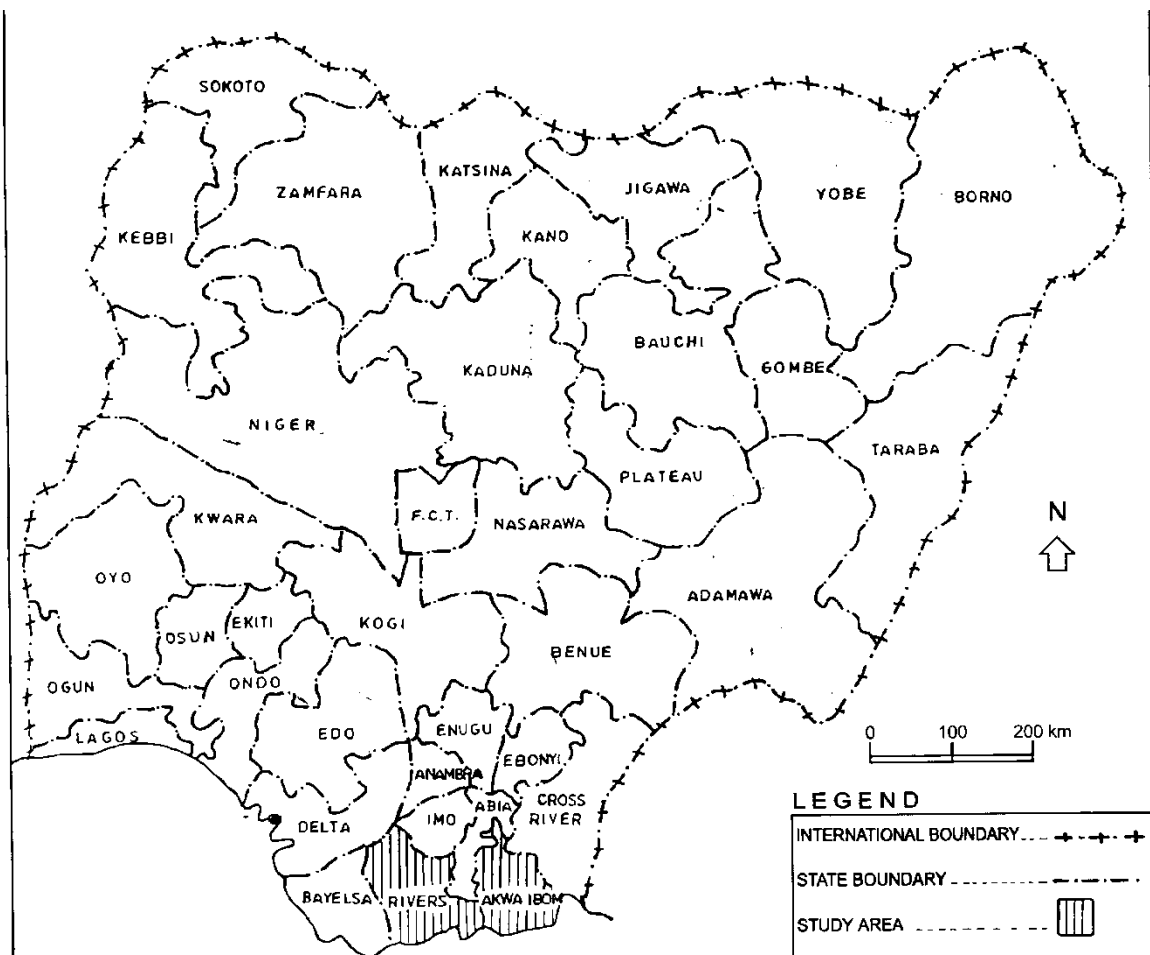 SOKOTO
KATSINA
ZAMFARA
JIGAWA
YOBE
BORNO
KEBBI
KANO
BAUCHI
KADUNA
GOMBE
NIGER
TARABA
PLATEAU
F.C.T.
NASARAWA
KWARA
N
OYO
ADAMAWA
OSUN
EKITI
KOGI
BENUE
OGUN
ONDO
LAGOS
EDO
ENUGU
EBONYI
ANAMBRA
0 100 200 km
ABIA
CROSS
RIVER
DELTA
IMO
BAYELSA
RIVERS
AKWA IBOM
LEGEND
INTERNATIONAL BOUNDARY
STATE BOUNDARY
STUDY AREA